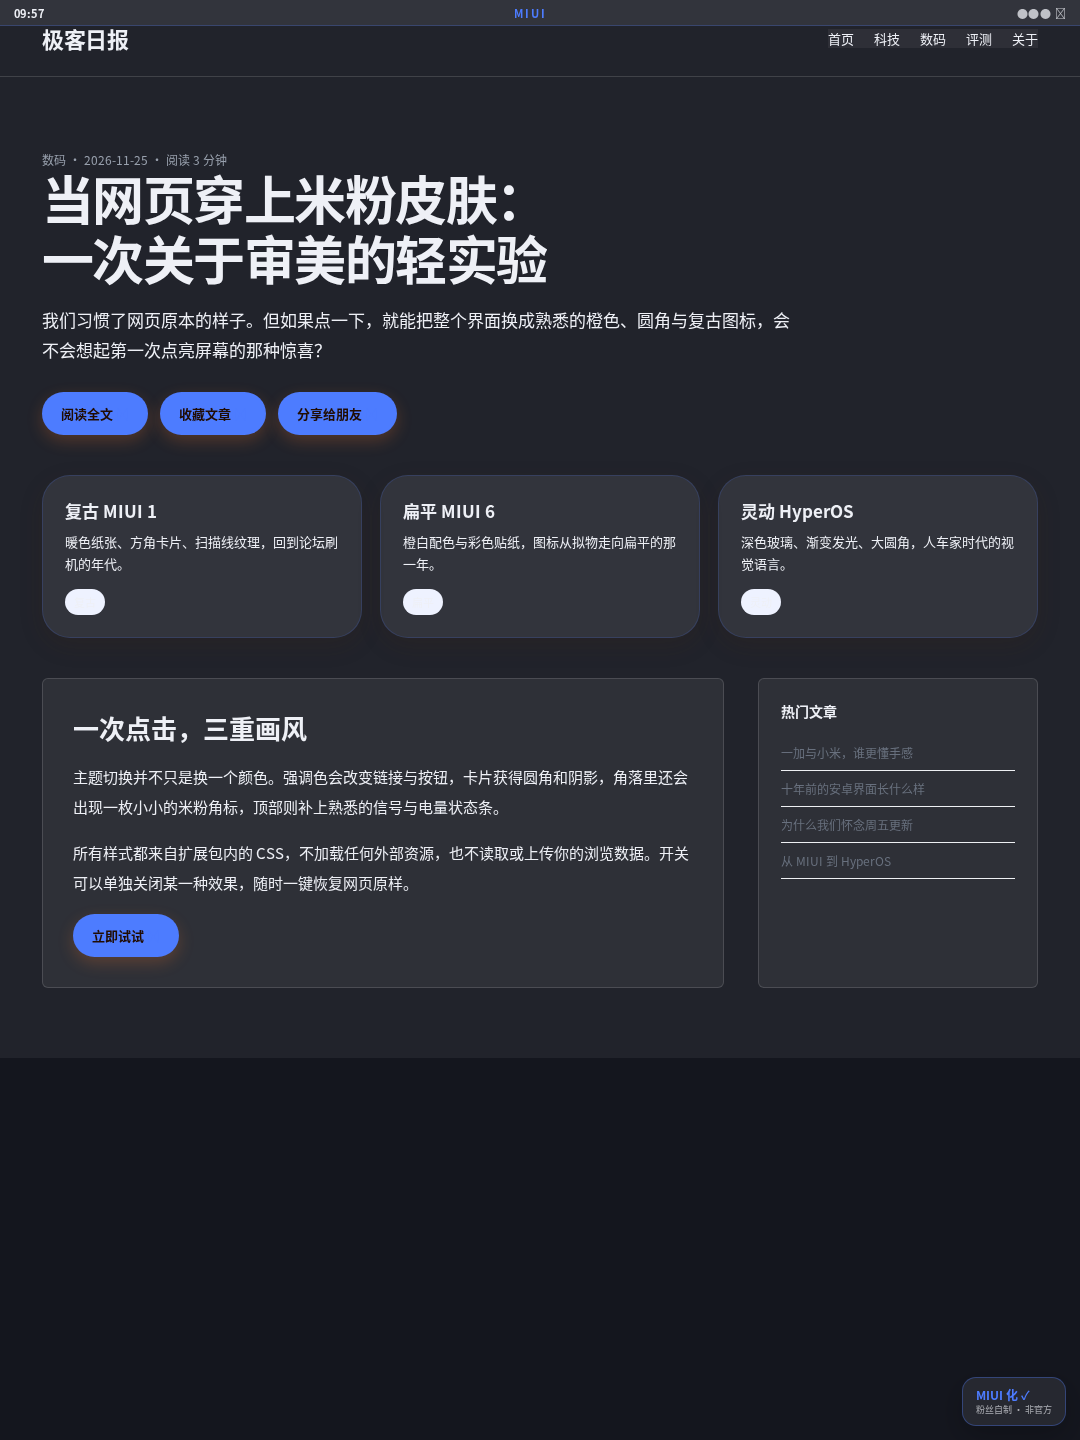 09:57
MIUI
极客日报
首页 科技 数码 评测 关于
数码 · 2026-11-25 · 阅读 3 分钟
当网页穿上米粉皮肤：
一次关于审美的轻实验
我们习惯了网页原本的样子。但如果点一下，就能把整个界面换成熟悉的橙色、圆角与复古图标，会
不会想起第一次点亮屏幕的那种惊喜？
阅读全文
收藏文章
分享给朋友
复古 MIUI 1
暖色纸张、方角卡片、扫描线纹理，回到论坛刷
机的年代。
扁平 MIUI 6
橙白配色与彩色贴纸，图标从拟物走向扁平的那
一年。
灵动 HyperOS
深色玻璃、渐变发光、大圆角，人车家时代的视
觉语言。
一次点击，三重画风
主题切换并不只是换一个颜色。强调色会改变链接与按钮，卡片获得圆角和阴影，角落里还会
出现一枚小小的米粉角标，顶部则补上熟悉的信号与电量状态条。
所有样式都来自扩展包内的 CSS，不加载任何外部资源，也不读取或上传你的浏览数据。开关
可以单独关闭某一种效果，随时一键恢复网页原样。
立即试试
热门文章
一加与小米，谁更懂手感
十年前的安卓界面长什么样
为什么我们怀念周五更新
从 MIUI 到 HyperOS
MIUI 化 ✓
粉丝自制 · 非官方